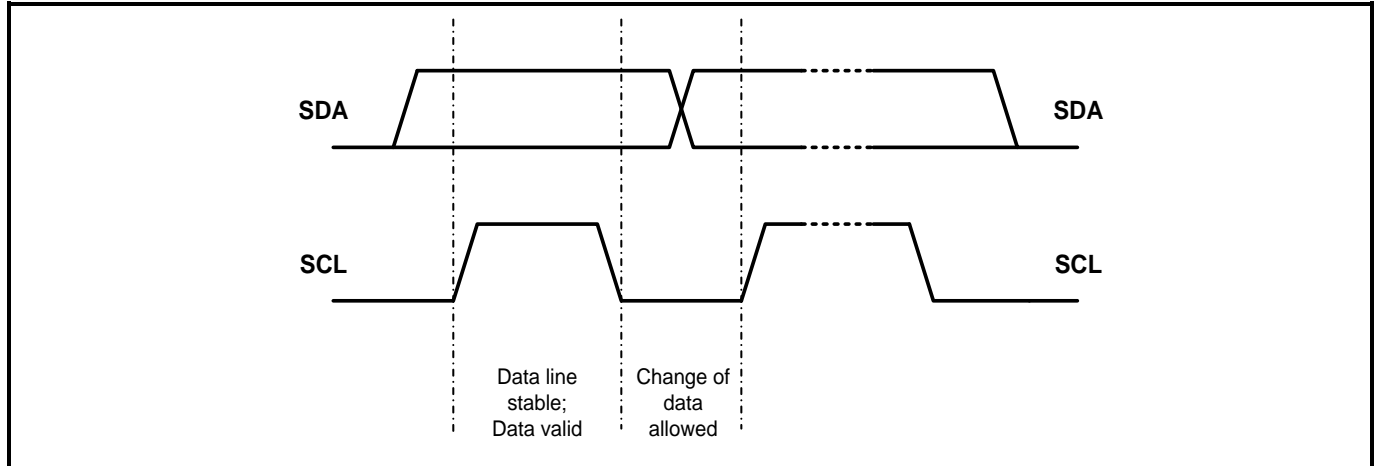 SDA
SDA
SCL
SCL
Data line
stable;
Data valid
Change of
data
allowed